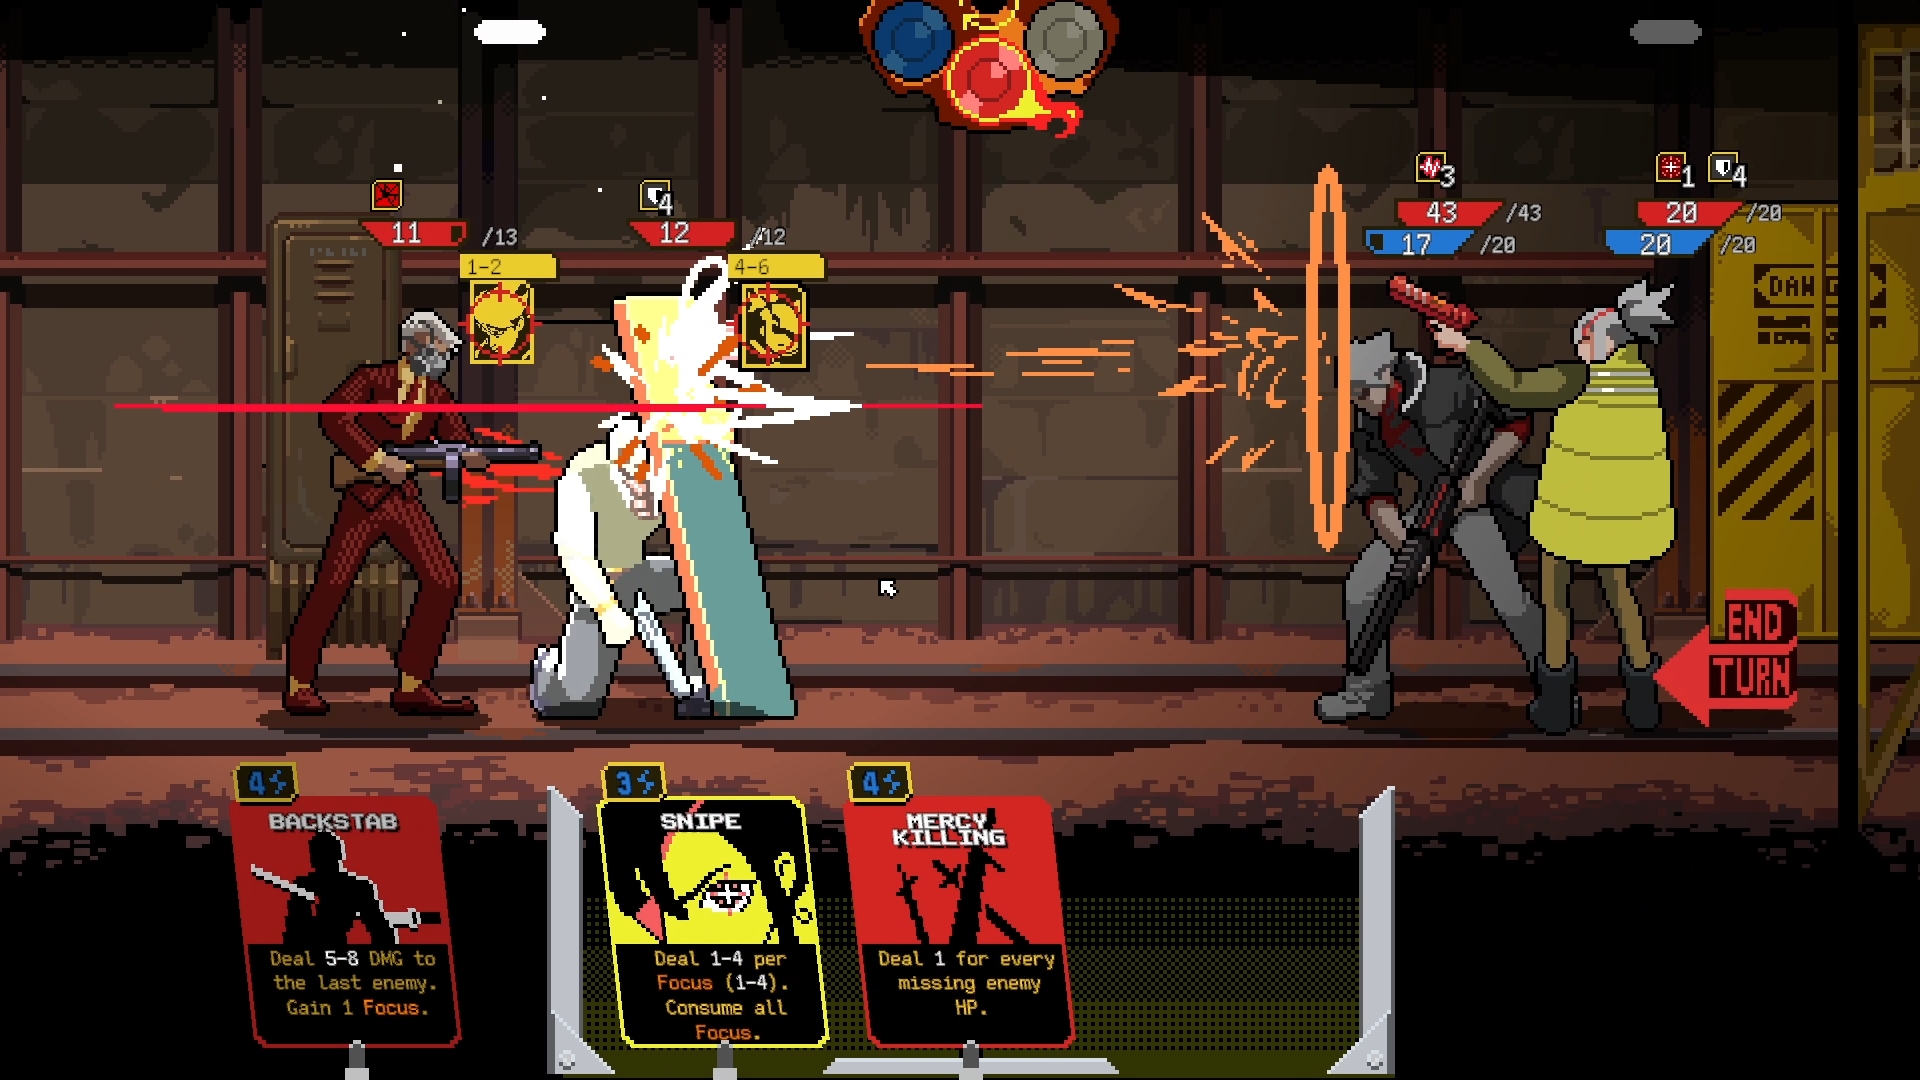 3
1
4
4
11 /13
12 /12
43 /43
17 /20
20 /20
20 /20
1-2
4-6
END
TURN
4
BACKSTAB
Deal 5-8 DMG to
the last enemy.
Gain 1 Focus.
3
SNIPE
Deal 1-4 per
Focus (1-4).
Consume all
Focus.
4
MERCY
KILLING
Deal 1 for every
missing enemy
HP.